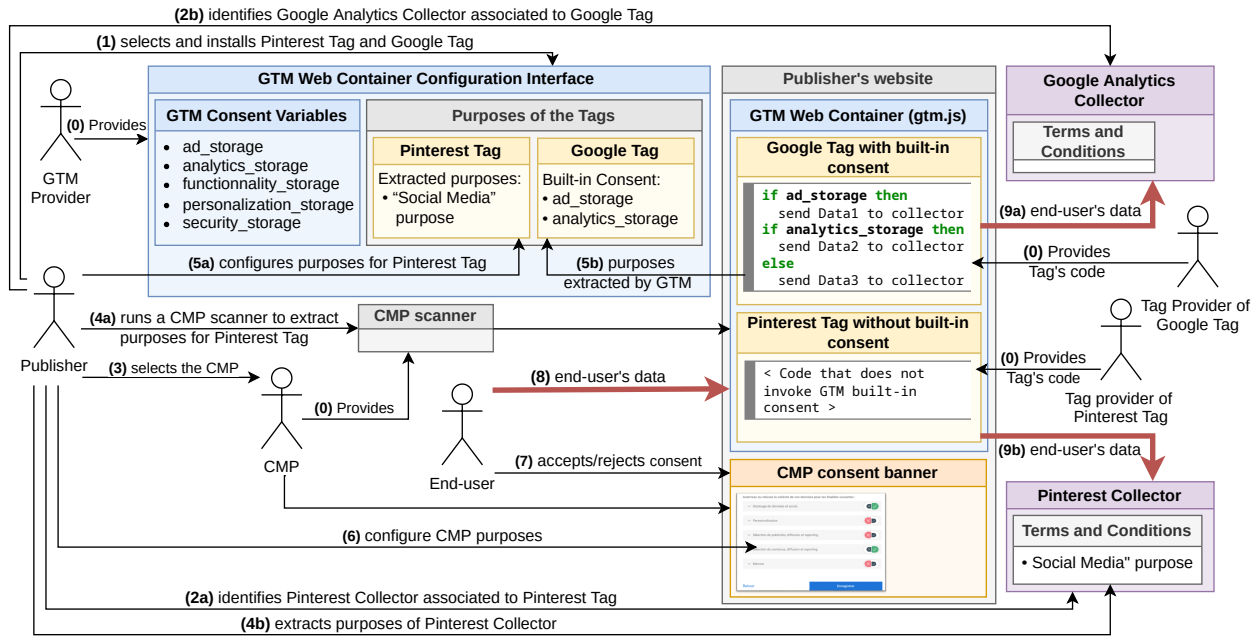 (2b) identifies Google Analytics Collector associated to Google Tag
(1) selects and installs Pinterest Tag and Google Tag
GTM Web Container Configuration Interface
Publisher's website
Google Analytics
Collector
GTM Consent Variables
Purposes of the Tags
GTM Web Container (gtm.js)
Terms and
Conditions
(0) Provides
GTM
Provider
• ad_storage
• analytics_storage
• functionnality_storage
• personalization_storage
• security_storage
Pinterest Tag
Extracted purposes:
• “Social Media”
purpose
Google Tag
Built-in Consent:
• ad_storage
• analytics_storage
Google Tag with built-in
consent
if ad_storage then
send Data1 to collector
if analytics_storage then
send Data2 to collector
else
send Data3 to collector
(9a) end-user's data
(0) Provides
Tag's code
Tag Provider of
Google Tag
(5a) configures purposes for Pinterest Tag
(5b) purposes
extracted by GTM
Publisher
(4a) runs a CMP scanner to extract
purposes for Pinterest Tag
CMP scanner
Pinterest Tag without built-in
consent
< Code that does not
invoke GTM built-in
consent >
(0) Provides
Tag's code
Tag provider of
Pinterest Tag
(3) selects the CMP
(0) Provides
CMP
(8) end-user's data
End-user
(7) accepts/rejects consent
(9b) end-user's data
CMP consent banner
Pinterest Collector
Terms and Conditions
• Social Media" purpose
(6) configure CMP purposes
(2a) identifies Pinterest Collector associated to Pinterest Tag
(4b) extracts purposes of Pinterest Collector